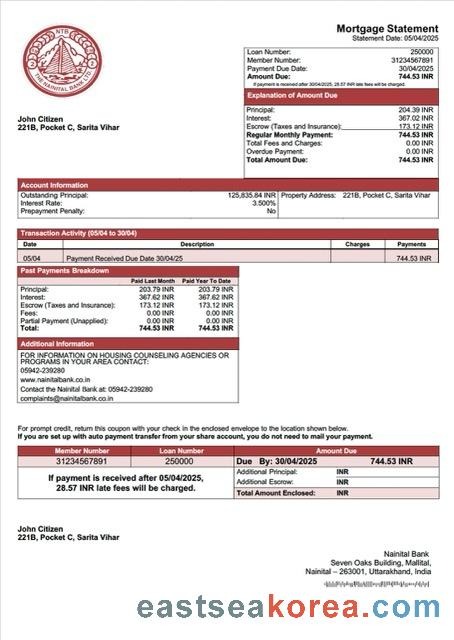 Mortgage Statement
Statement Date: 05/04/2025
NTB
THE NAINITAL BANK LTD
Loan Number: 250000
Member Number: 31234567891
Payment Due Date: 30/04/2025
Amount Due: 744.53 INR
If payment is received after 30/04/2025, 28.57 INR late fees will be charged.
Explanation of Amount Due
Principal: 204.39 INR
Interest: 367.02 INR
Escrow (Taxes and Insurance): 173.12 INR
Regular Monthly Payment: 744.53 INR
Total Fees and Charges: 0.00 INR
Overdue Payment: 0.00 INR
Total Amount Due: 744.53 INR
John Citizen
221B, Pocket C, Sarita Vihar
Account Information
Outstanding Principal: 125,835.84 INR Property Address: 221B, Pocket C, Sarita Vihar
Interest Rate: 3.500%
Prepayment Penalty: No
Transaction Activity (05/04 to 30/04)
Date Description Charges Payments
05/04 Payment Received Due Date 30/04/25 744.53 INR
Past Payments Breakdown
Paid Last Month Paid Year To Date
Principal: 203.79 INR 203.79 INR
Interest: 367.62 INR 367.62 INR
Escrow (Taxes and Insurance): 173.12 INR 173.12 INR
Fees: 0.00 INR 0.00 INR
Partial Payment (Unapplied): 0.00 INR 0.00 INR
Total: 744.53 INR 744.53 INR
Additional Information
FOR INFORMATION ON HOUSING COUNSELING AGENCIES OR
PROGRAMS IN YOUR AREA CONTACT:
05942-239280
www.nainitalbank.co.in
Contact the Nainital Bank at: 05942-239280
complaints@nainitalbank.co.in
For prompt credit, return this coupon with your check in the enclosed envelope to the location shown below.
If you are set up with auto payment transfer from your share account, you do not need to mail your payment.
Member Number Loan Number Amount Due
31234567891 250000 Due By: 30/04/2025 744.53 INR
If payment is received after 05/04/2025,
28.57 INR late fees will be charged.
Additional Principal: INR
Additional Escrow: INR
Total Amount Enclosed: INR
John Citizen
221B, Pocket C, Sarita Vihar
Nainital Bank
Seven Oaks Building, Mallital,
Nainital – 263001, Uttarakhand, India
eastseakorea.com